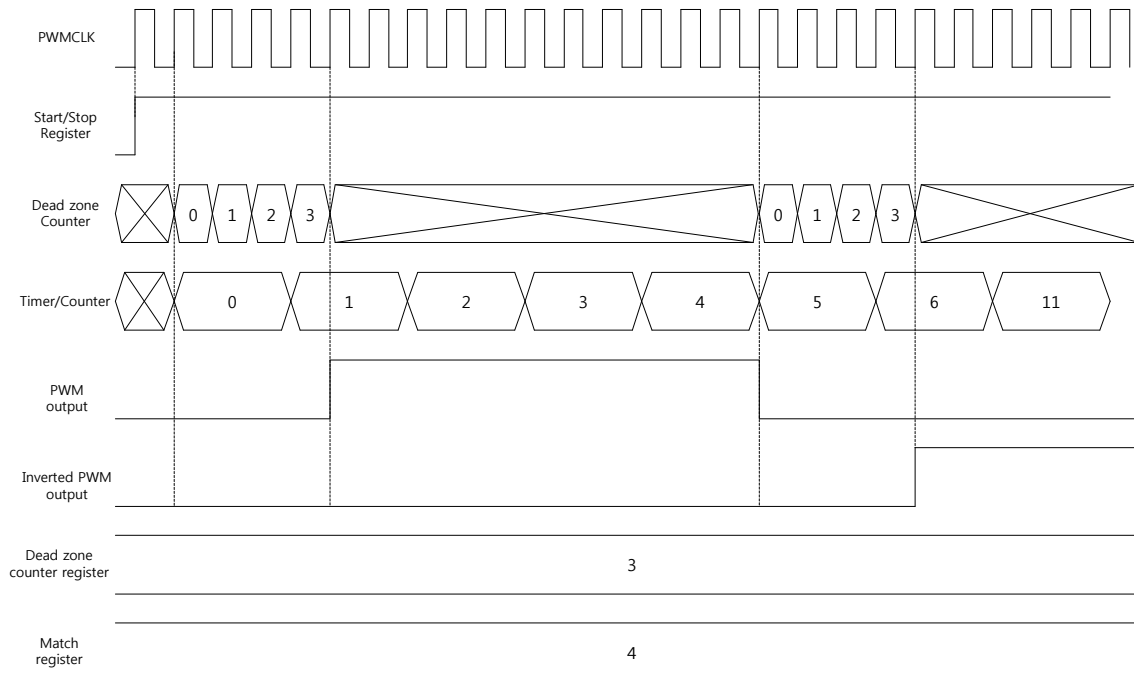 PWMCLK
Start/Stop
Register
Dead zone
Counter
0 1 2 3 0 1 2 3
Timer/Counter
0 1 2 3 4 5 6 11
PWM
output
Inverted PWM
output
Dead zone
counter register
3
Match
register
4